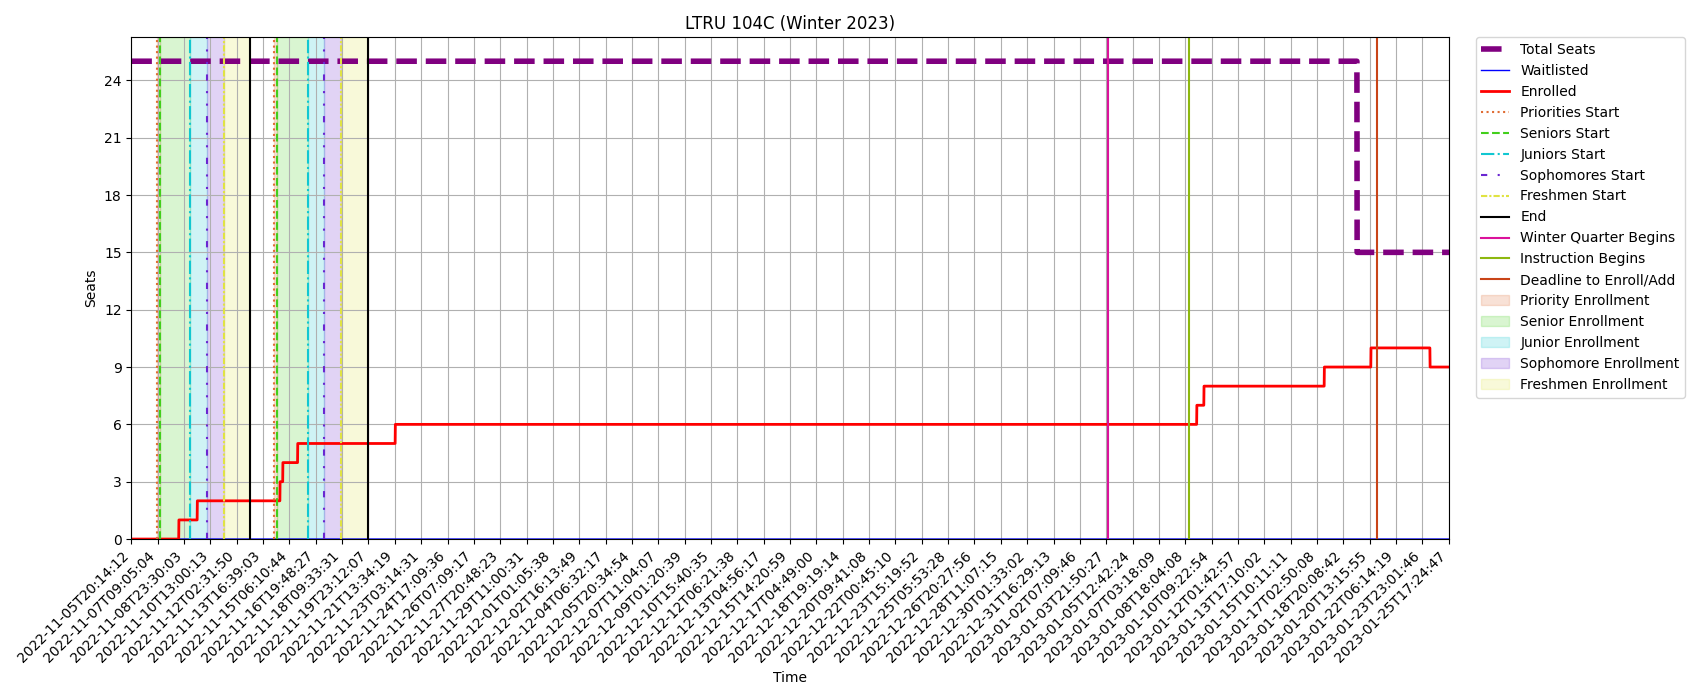 LTRU 104C (Winter 2023)
Seats
24
21
18
15
12
9
6
3
0
2022-11-05T20:14:12
2022-11-07T09:05:04
2022-11-08T23:30:03
2022-11-10T13:00:13
2022-11-12T02:31:50
2022-11-13T16:39:03
2022-11-15T06:10:44
2022-11-16T19:48:27
2022-11-18T09:33:31
2022-11-19T23:12:07
2022-11-21T13:34:19
2022-11-23T03:14:31
2022-11-24T17:09:36
2022-11-26T07:09:17
2022-11-27T20:48:23
2022-11-29T11:00:31
2022-12-01T01:05:38
2022-12-02T16:13:49
2022-12-04T06:32:17
2022-12-05T20:34:54
2022-12-07T11:04:07
2022-12-09T01:20:39
2022-12-10T15:40:35
2022-12-12T06:21:38
2022-12-13T04:56:17
2022-12-15T14:20:59
2022-12-17T04:49:00
2022-12-18T19:19:14
2022-12-20T09:41:08
2022-12-22T00:45:10
2022-12-23T15:19:52
2022-12-25T05:53:28
2022-12-26T20:27:56
2022-12-28T11:07:15
2022-12-30T01:33:02
2022-12-31T16:29:13
2023-01-02T07:09:46
2023-01-03T21:50:27
2023-01-05T12:42:24
2023-01-07T03:18:09
2023-01-08T18:04:08
2023-01-10T09:22:54
2023-01-12T01:42:57
2023-01-13T17:10:02
2023-01-15T10:11:11
2023-01-17T02:50:08
2023-01-18T20:08:42
2023-01-20T13:15:55
2023-01-22T06:14:19
2023-01-23T23:01:46
2023-01-25T17:24:47
Time
Total Seats
Waitlisted
Enrolled
Priorities Start
Seniors Start
Juniors Start
Sophomores Start
Freshmen Start
End
Winter Quarter Begins
Instruction Begins
Deadline to Enroll/Add
Priority Enrollment
Senior Enrollment
Junior Enrollment
Sophomore Enrollment
Freshmen Enrollment